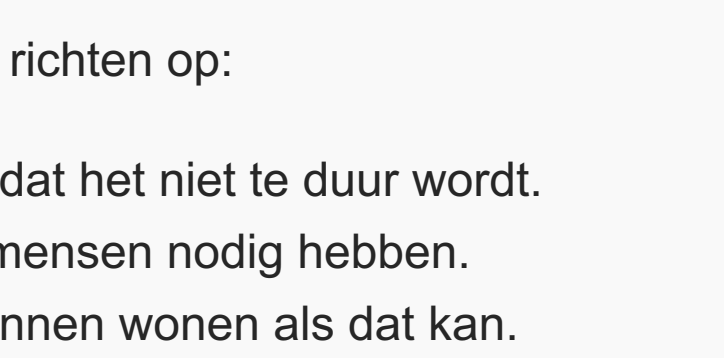 richten op:
dat het niet te duur wordt.
mensen nodig hebben.
nnen wonen als dat kan.